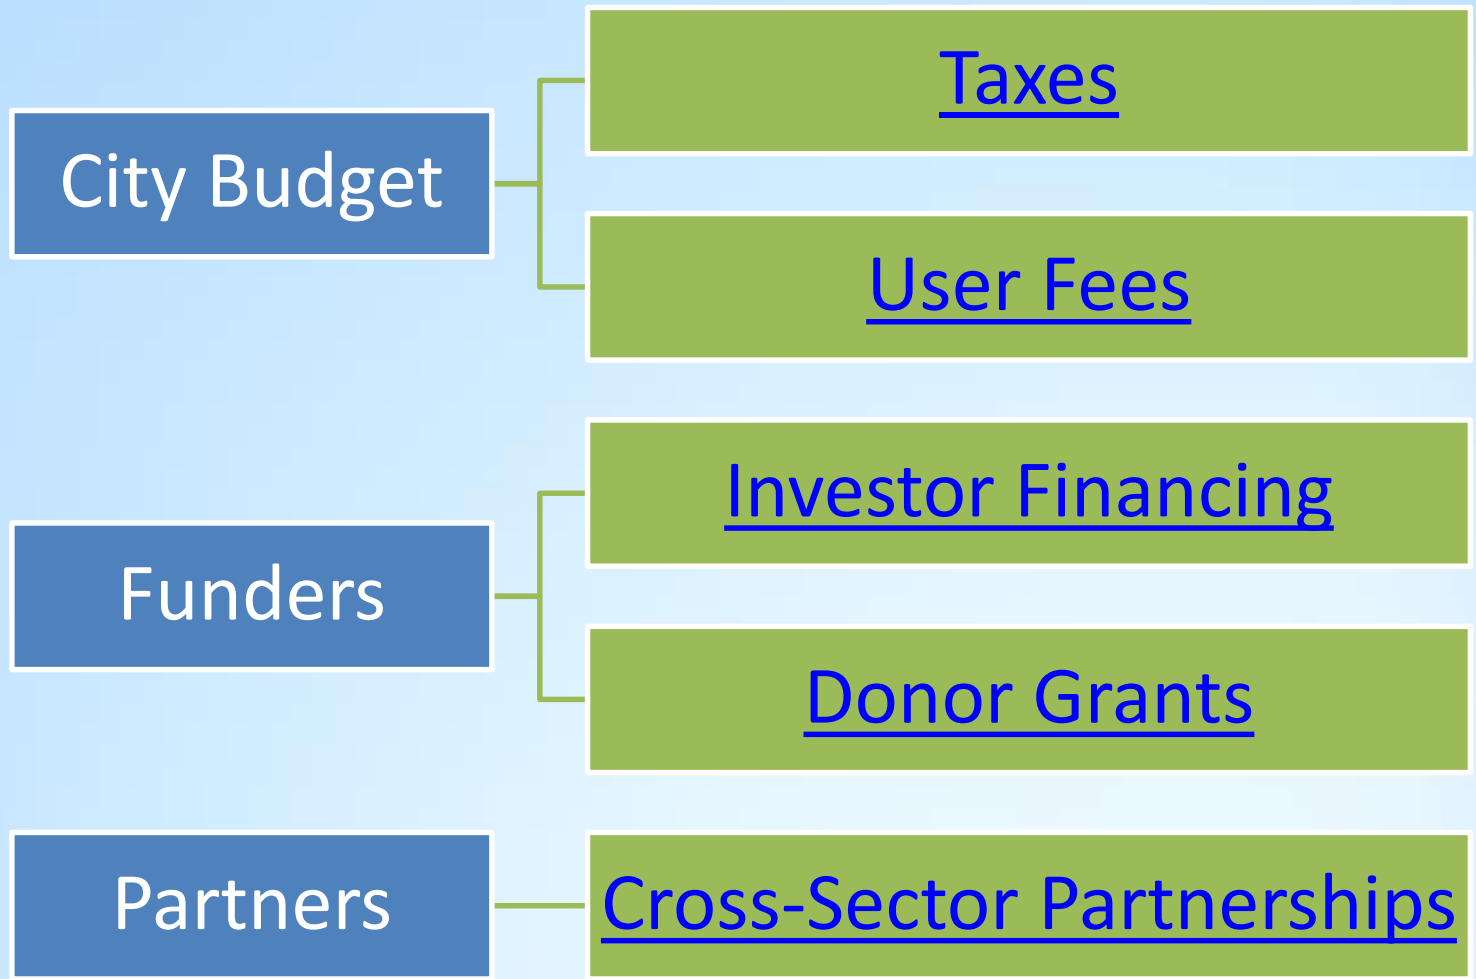 City Budget
Taxes
User Fees
Funders
Investor Financing
Donor Grants
Partners
Cross-Sector Partnerships